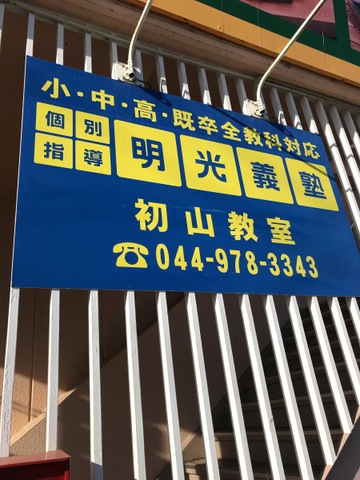 小・中・高・既卒全教科対応
個別指導 明光義塾
初山教室
☎044-978-3343